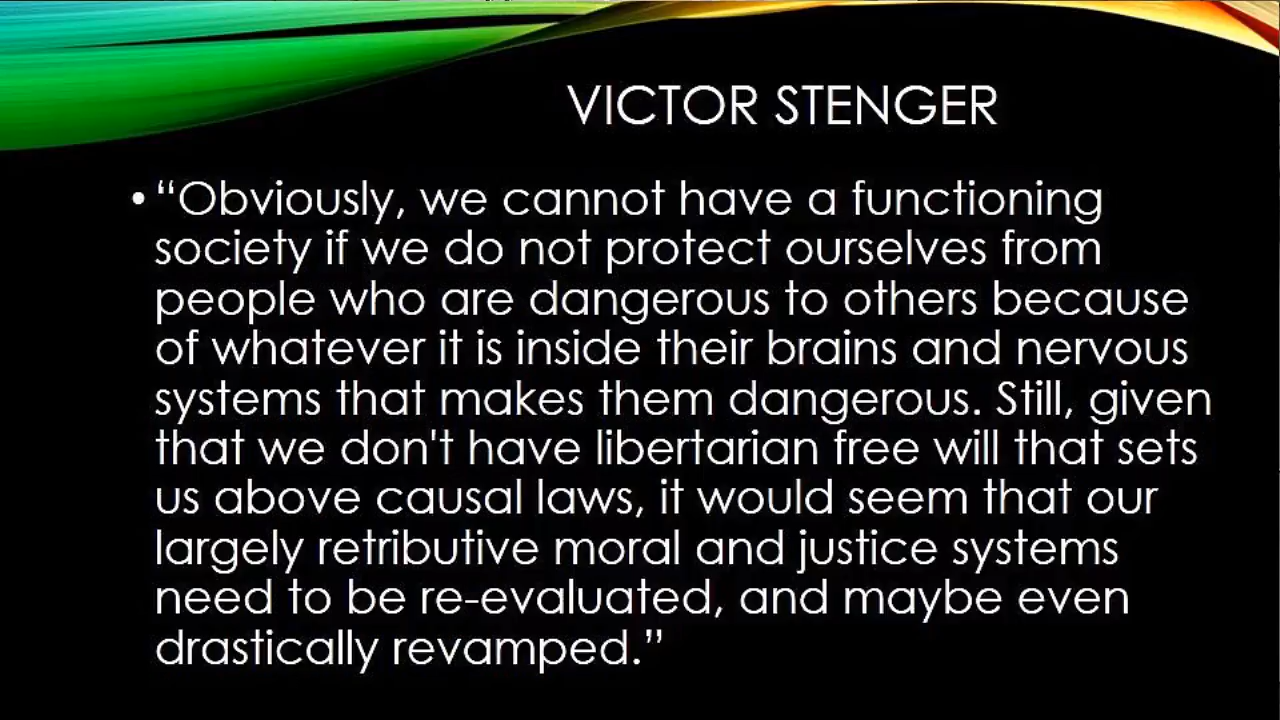 VICTOR STENGER
• “Obviously, we cannot have a functioning
society if we do not protect ourselves from
people who are dangerous to others because
of whatever it is inside their brains and nervous
systems that makes them dangerous. Still, given
that we don't have libertarian free will that sets
us above causal laws, it would seem that our
largely retributive moral and justice systems
need to be re-evaluated, and maybe even
drastically revamped.”